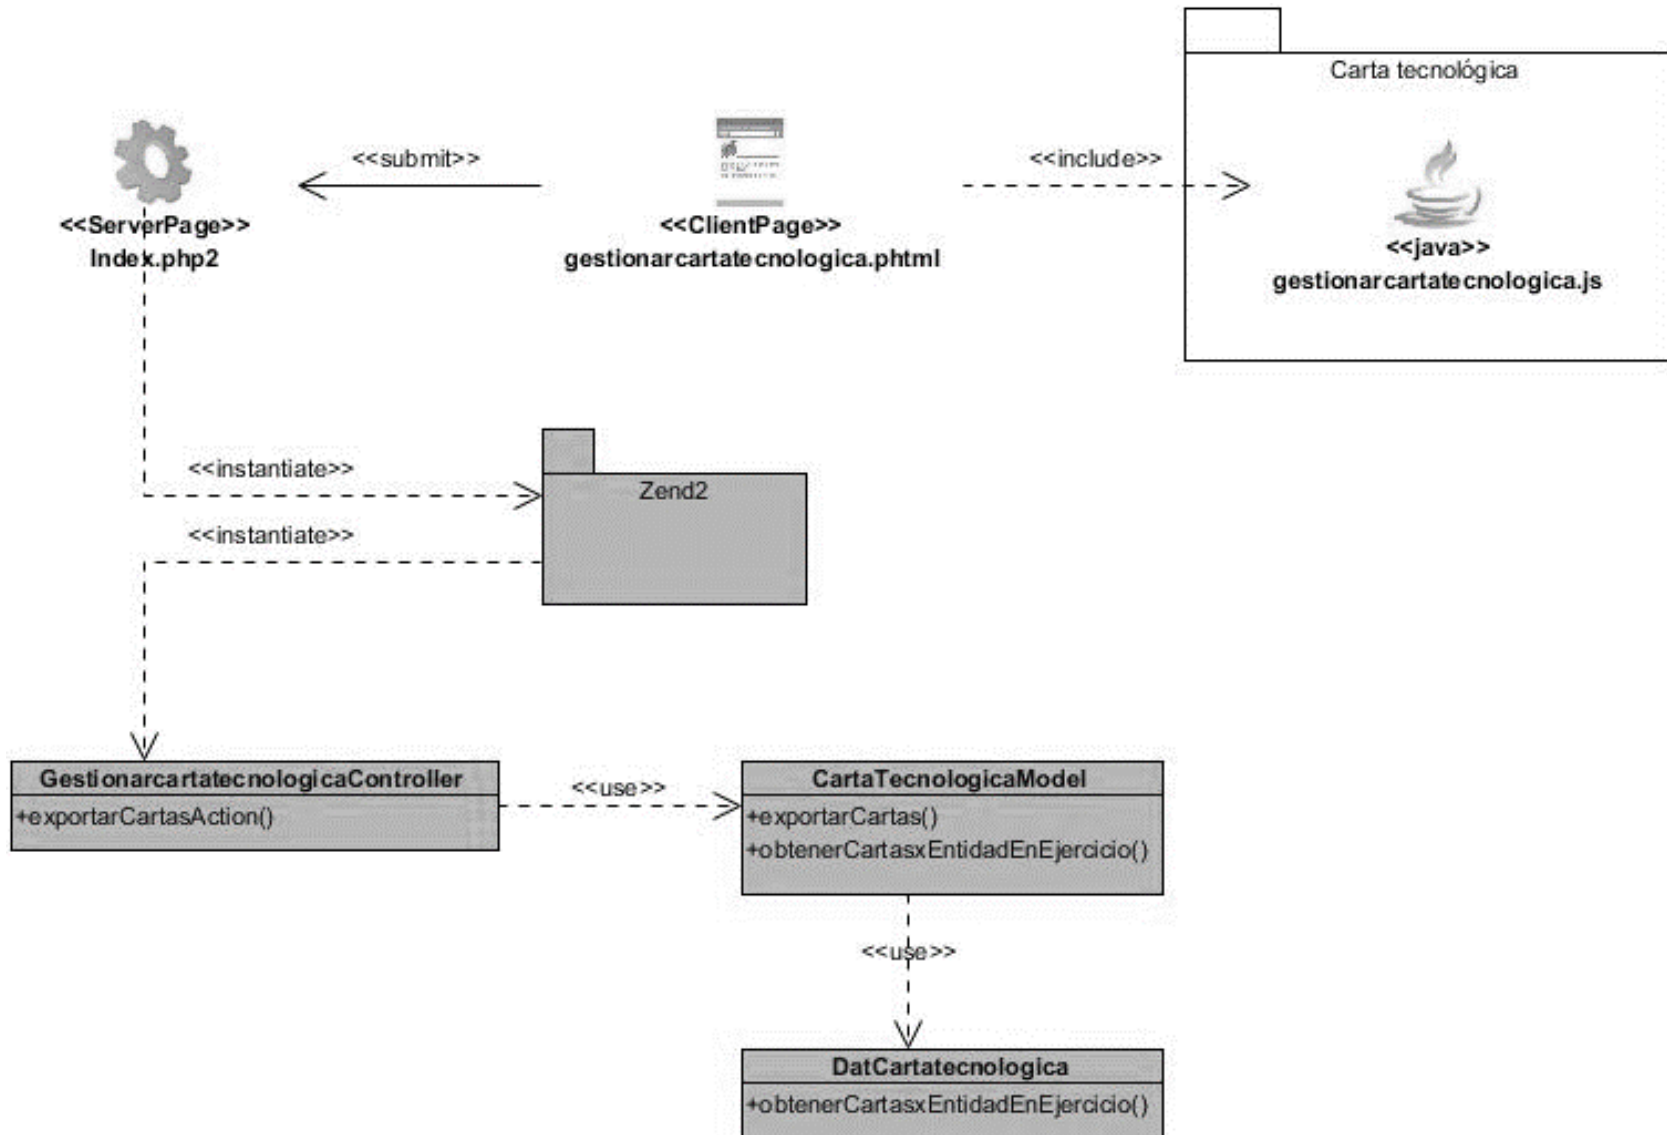 Carta tecnológica
<<submit>>
<<include>>
<<ServerPage>>
Index.php2
<<ClientPage>>
gestionarcartatecnologica.phtml
<<java>>
gestionarcartatecnologica.js
<<instantiate>>
Zend2
<<instantiate>>
GestionarcartatecnologicaController
+exportarCartasAction()
<<use>>
CartaTecnologicaModel
+exportarCartas()
+obtenerCartasxEntidadEnEjercicio()
<<use>>
DatCartatecnologica
+obtenerCartasxEntidadEnEjercicio()